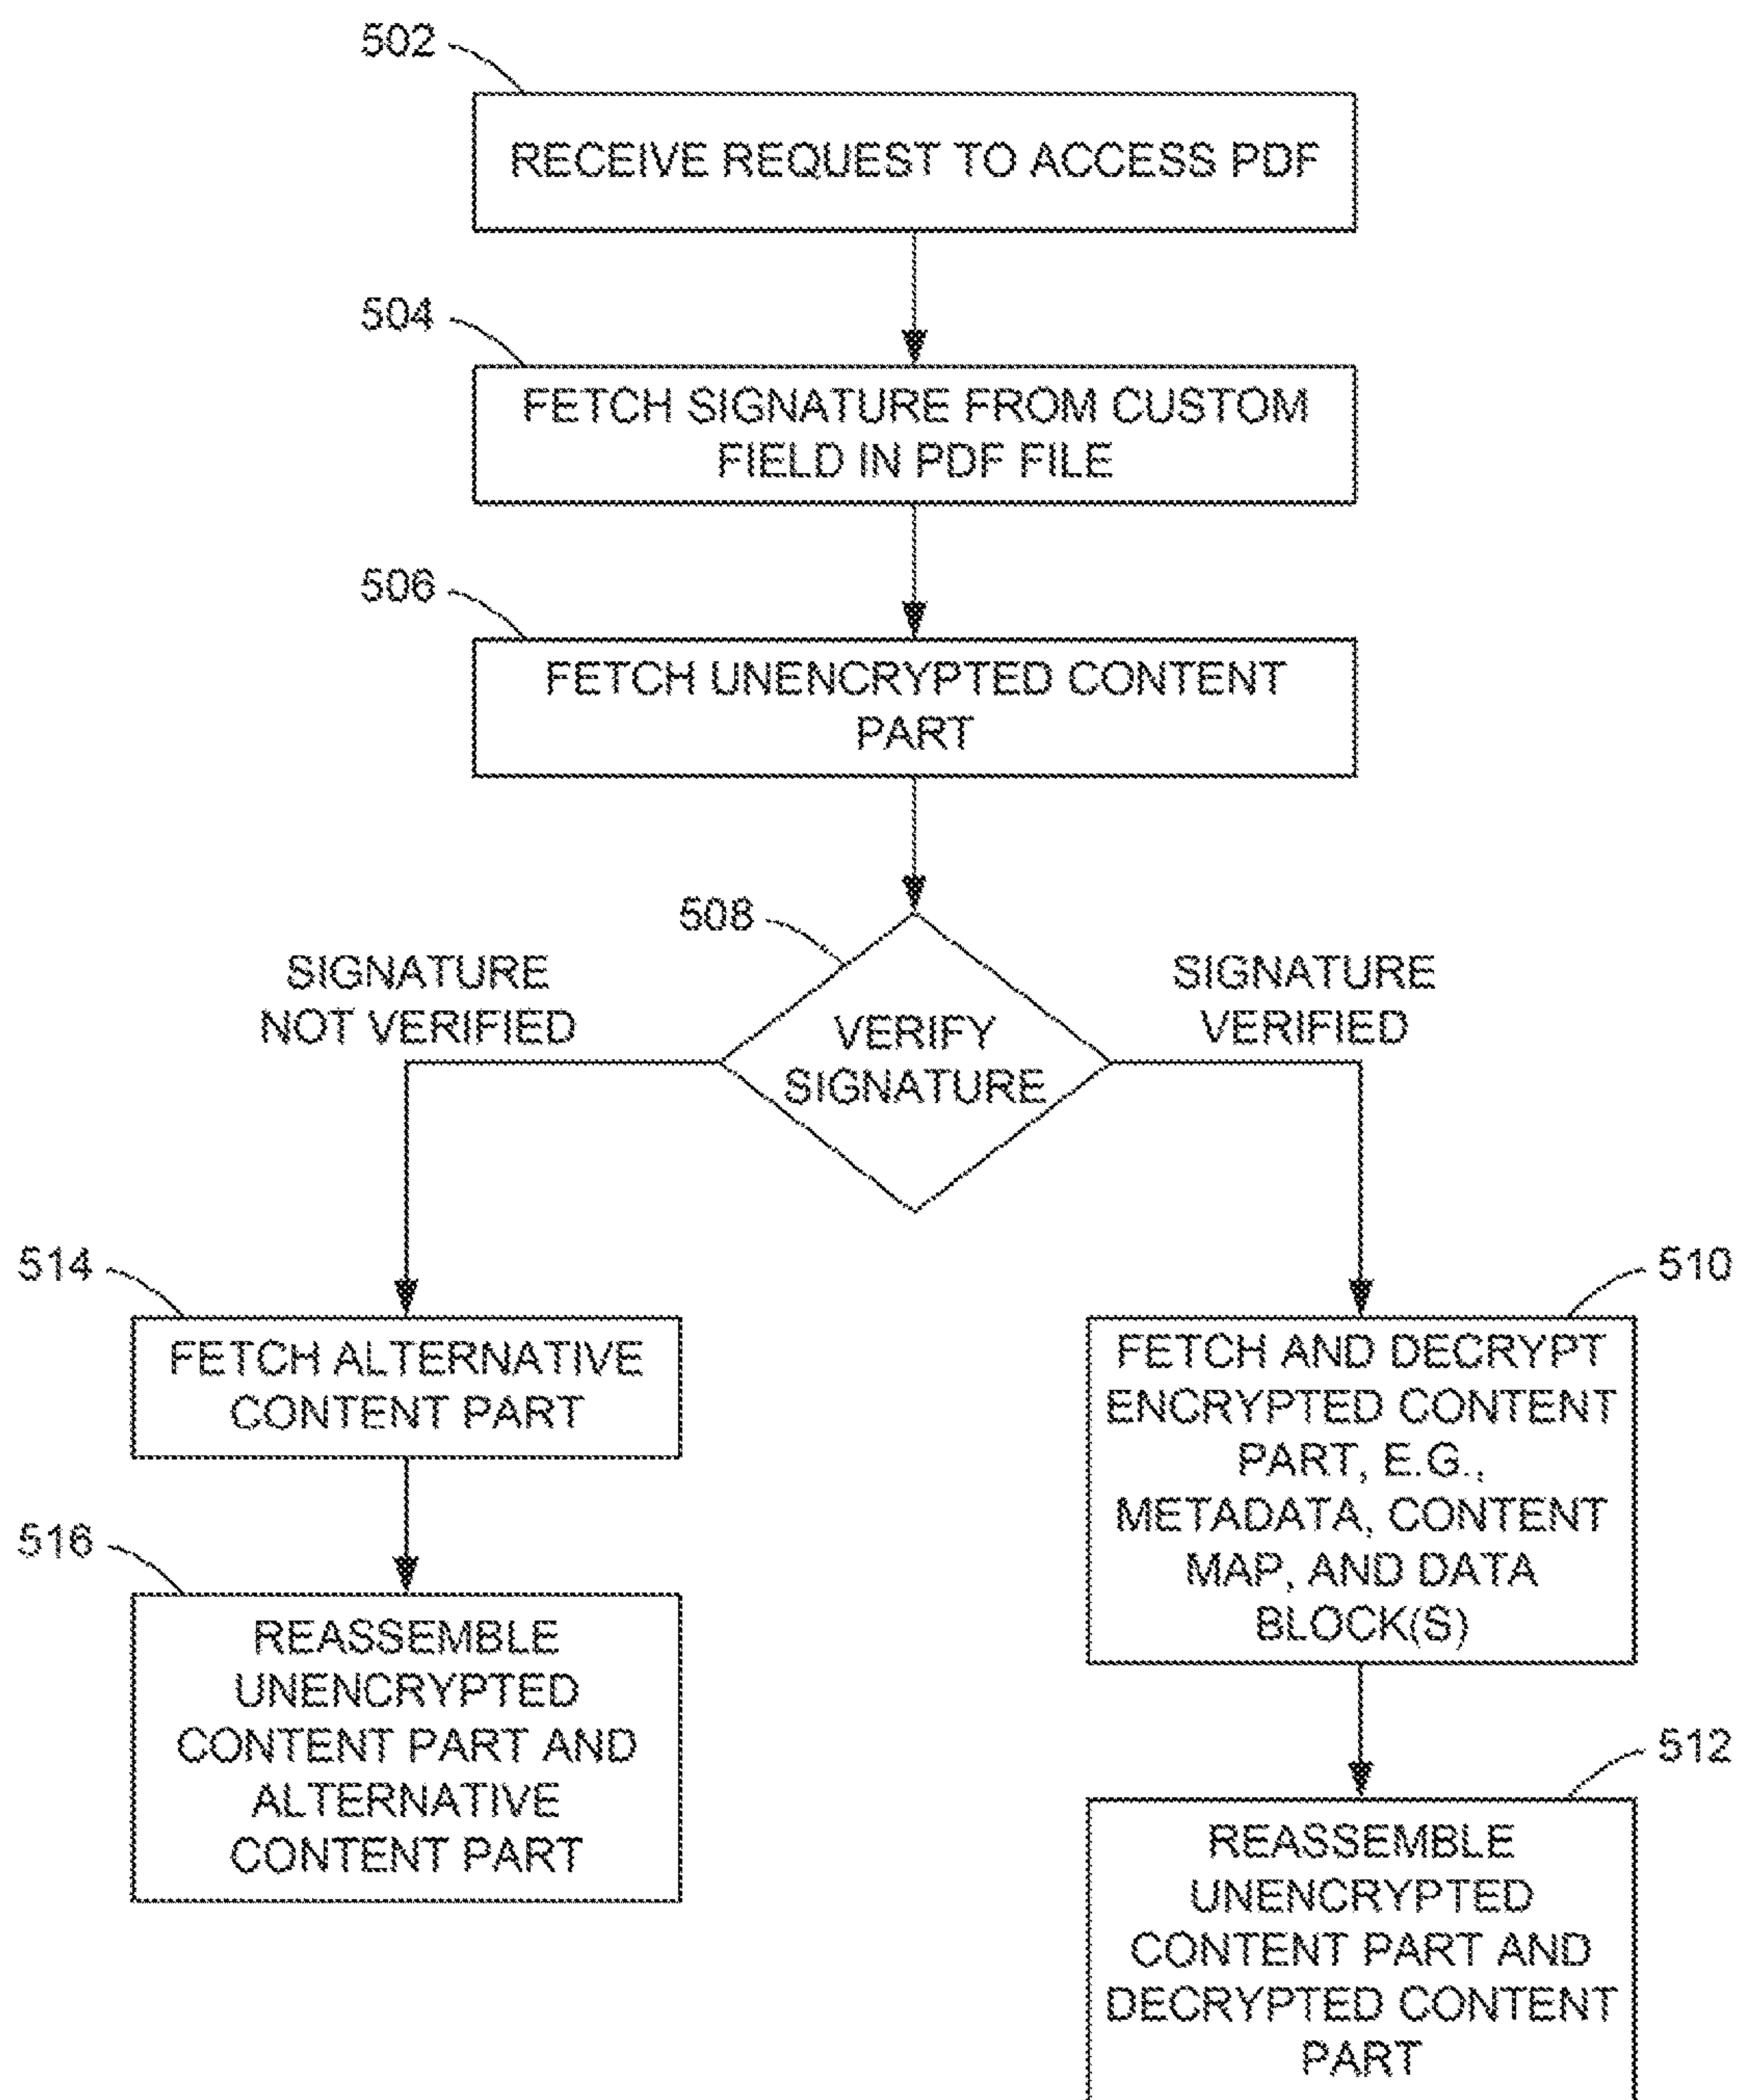 502
RECEIVE REQUEST TO ACCESS PDF
504
FETCH SIGNATURE FROM CUSTOM
FIELD IN PDF FILE
506
FETCH UNENCRYPTED CONTENT
PART
508
VERIFY
SIGNATURE
SIGNATURE
NOT VERIFIED
SIGNATURE
VERIFIED
514
FETCH ALTERNATIVE
CONTENT PART
516
REASSEMBLE
UNENCRYPTED
CONTENT PART AND
ALTERNATIVE
CONTENT PART
510
FETCH AND DECRYPT
ENCRYPTED CONTENT
PART, E.G.,
METADATA, CONTENT
MAP, AND DATA
BLOCK(S)
512
REASSEMBLE
UNENCRYPTED
CONTENT PART AND
DECRYPTED CONTENT
PART